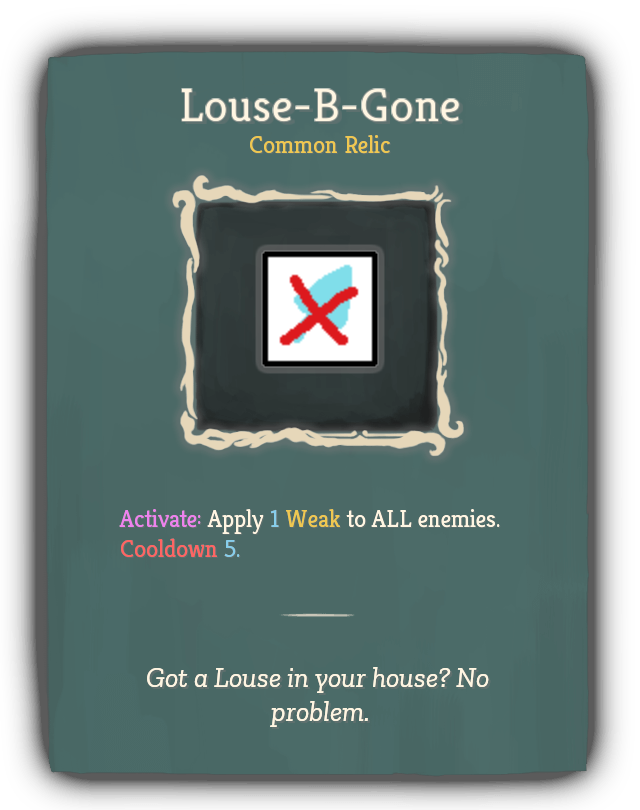 Louse-B-Gone
Common Relic
Activate: Apply 1 Weak to ALL enemies.
Cooldown 5.
Got a Louse in your house? No
problem.